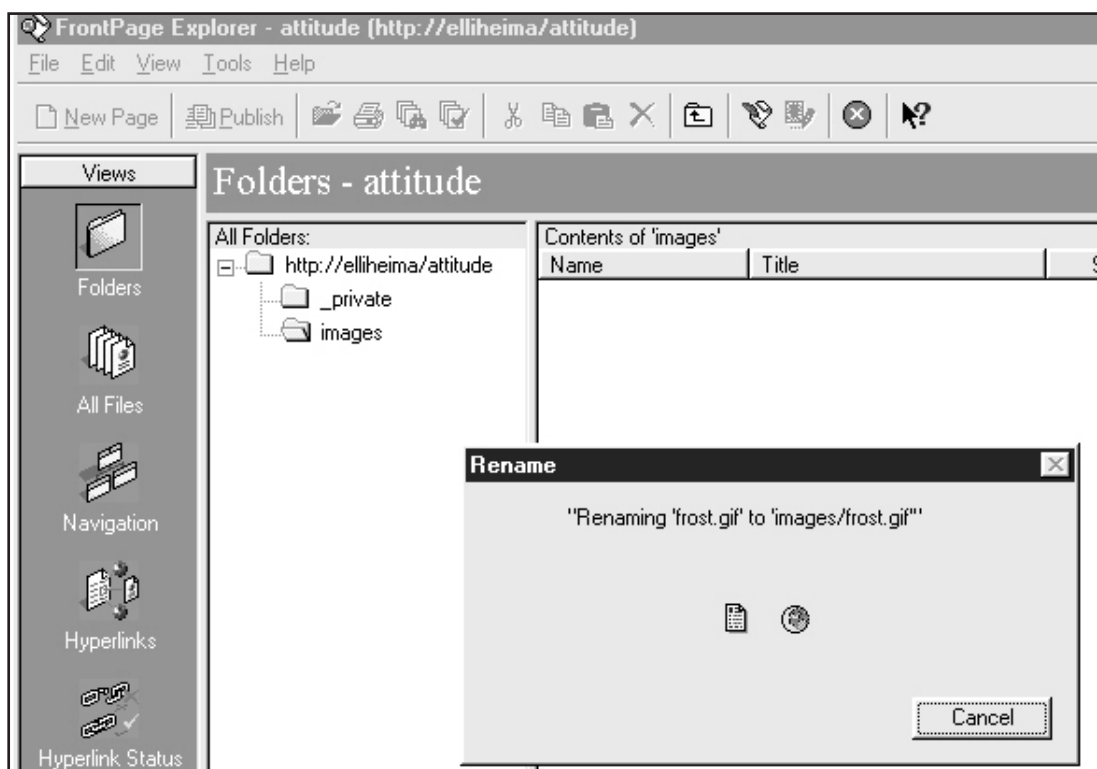 FrontPage Explorer - attitude (http://elliheima/attitude)
File Edit View Tools Help
New Page Publish
Views
Folders - attitude
All Folders:
Contents of 'images'
Name Title S
http://elliheima/attitude
_private
images
Folders
All Files
Navigation
Hyperlinks
Hyperlink Status
Rename
"Renaming 'frost.gif' to 'images/frost.gif'"
Cancel